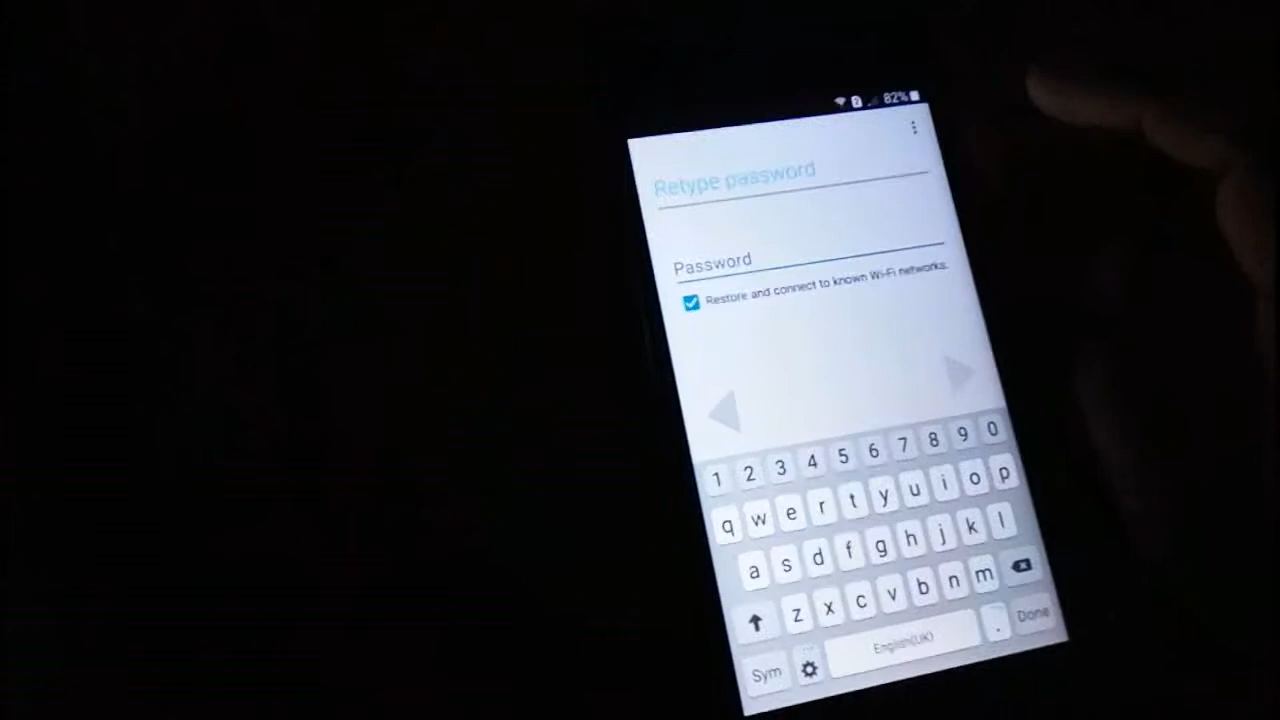 82%
Retype password
Password
Restore and connect to known Wi-Fi networks.
1 2 3 4 5 6 7 8 9 0
q w e r t y u i o p
a s d f g h j k l
z x c v b n m
Sym English(UK) . Done